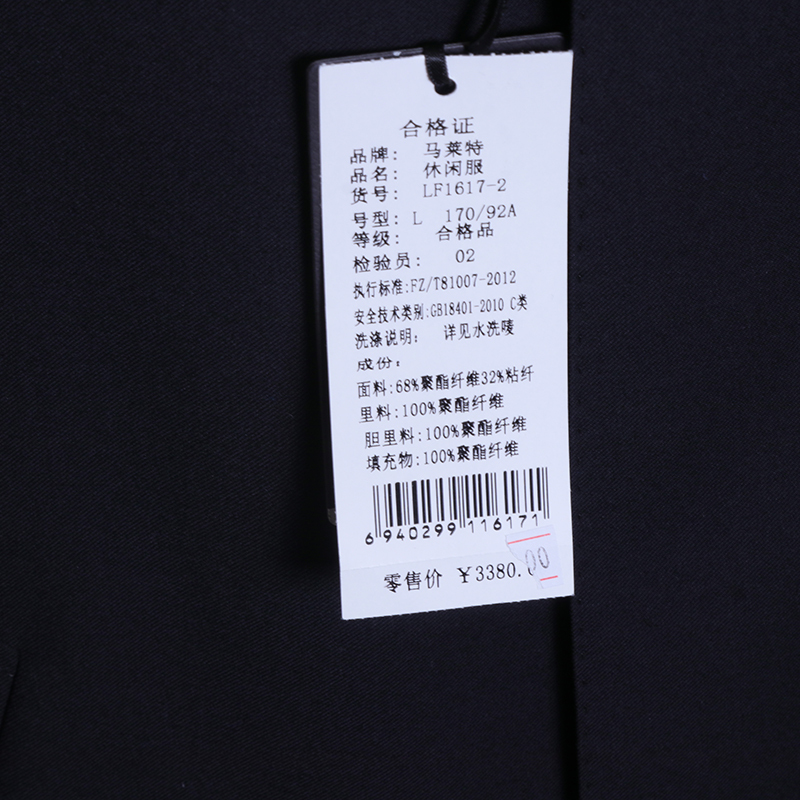 合格证
品牌: 马莱特
品名: 休闲服
货号: LF1617-2
号型: L 170/92A
等级: 合格品
检验员: 02
执行标准:FZ/T81007-2012
安全技术类别:GB18401-2010 C类
洗涤说明: 详见水洗唛
成份:
面料:68%聚酯纤维32%粘纤
里料:100%聚酯纤维
胆里料:100%聚酯纤维
填充物:100%聚酯纤维
6 940299 116171
零售价 ¥3380.00